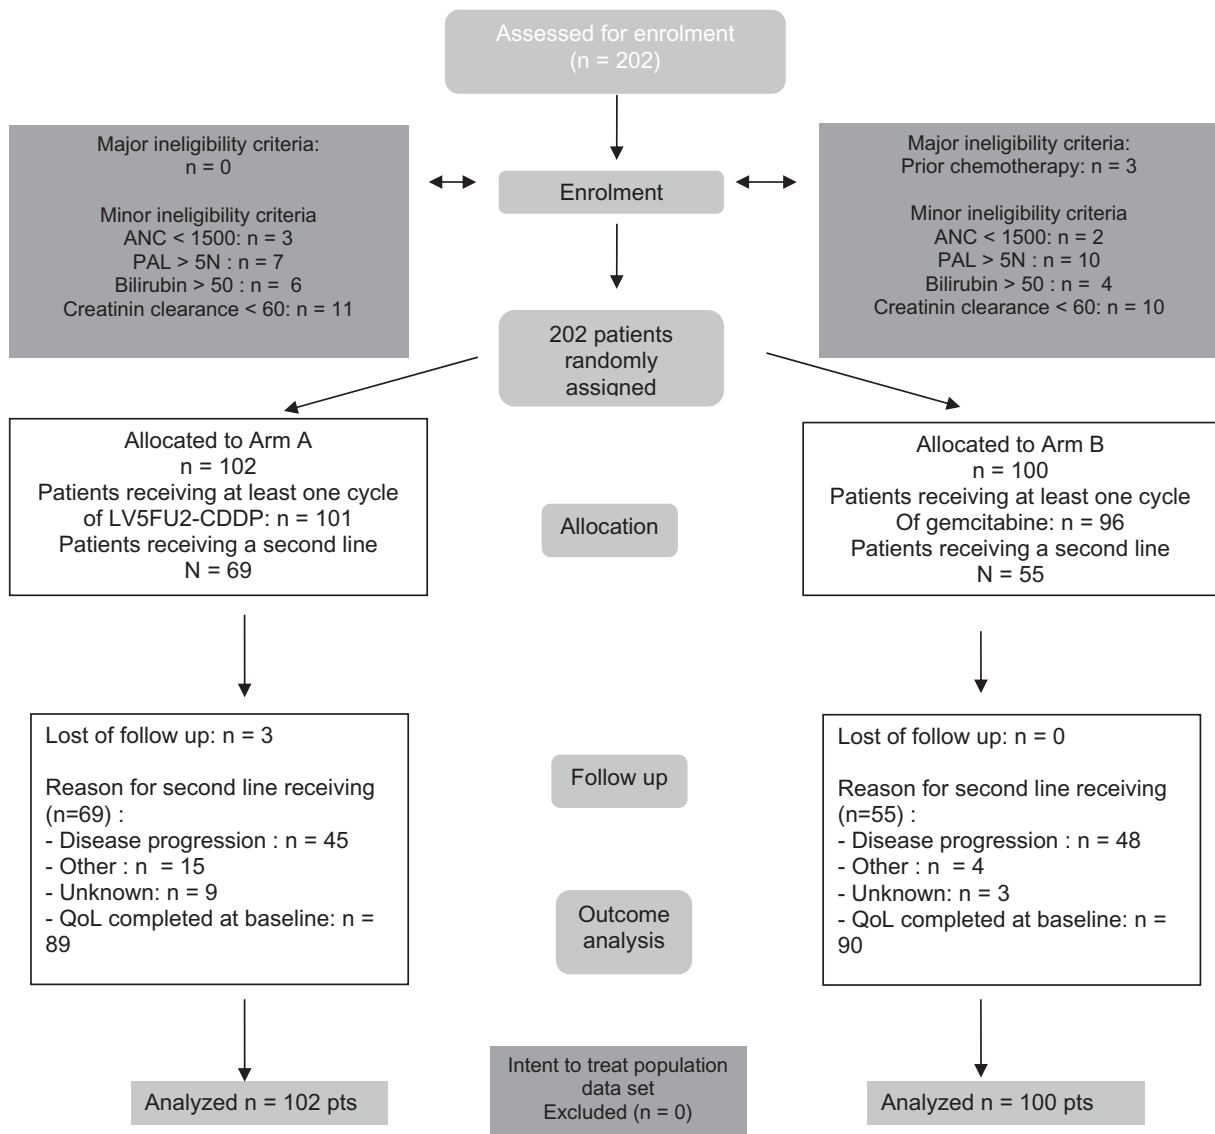 Assessed for enrolment
(n = 202)
Major ineligibility criteria:
n = 0
Minor ineligibility criteria
ANC < 1500: n = 3
PAL > 5N : n = 7
Bilirubin > 50 : n =  6
Creatinin clearance < 60: n = 11
Enrolment
Major ineligibility criteria:
Prior chemotherapy: n = 3
Minor ineligibility criteria
ANC < 1500: n = 2
PAL > 5N : n = 10
Bilirubin > 50 : n =  4
Creatinin clearance < 60: n = 10
202 patients
randomly
assigned
Allocated to Arm A
n = 102
Patients receiving at least one cycle
of LV5FU2-CDDP: n = 101
Patients receiving a second line
N = 69
Allocation
Allocated to Arm B
n = 100
Patients receiving at least one cycle
Of gemcitabine: n = 96
Patients receiving a second line
N = 55
Lost of follow up: n = 3
Reason for second line receiving
(n=69) :
- Disease progression : n = 45
- Other : n  = 15
- Unknown: n = 9
- QoL completed at baseline: n =
89
Follow up
Outcome
analysis
Lost of follow up: n = 0
Reason for second line receiving
(n=55) :
- Disease progression : n = 48
- Other : n  = 4
- Unknown: n = 3
- QoL completed at baseline: n =
90
Analyzed n = 102 pts
Intent to treat population
data set
Excluded (n = 0)
Analyzed n = 100 pts